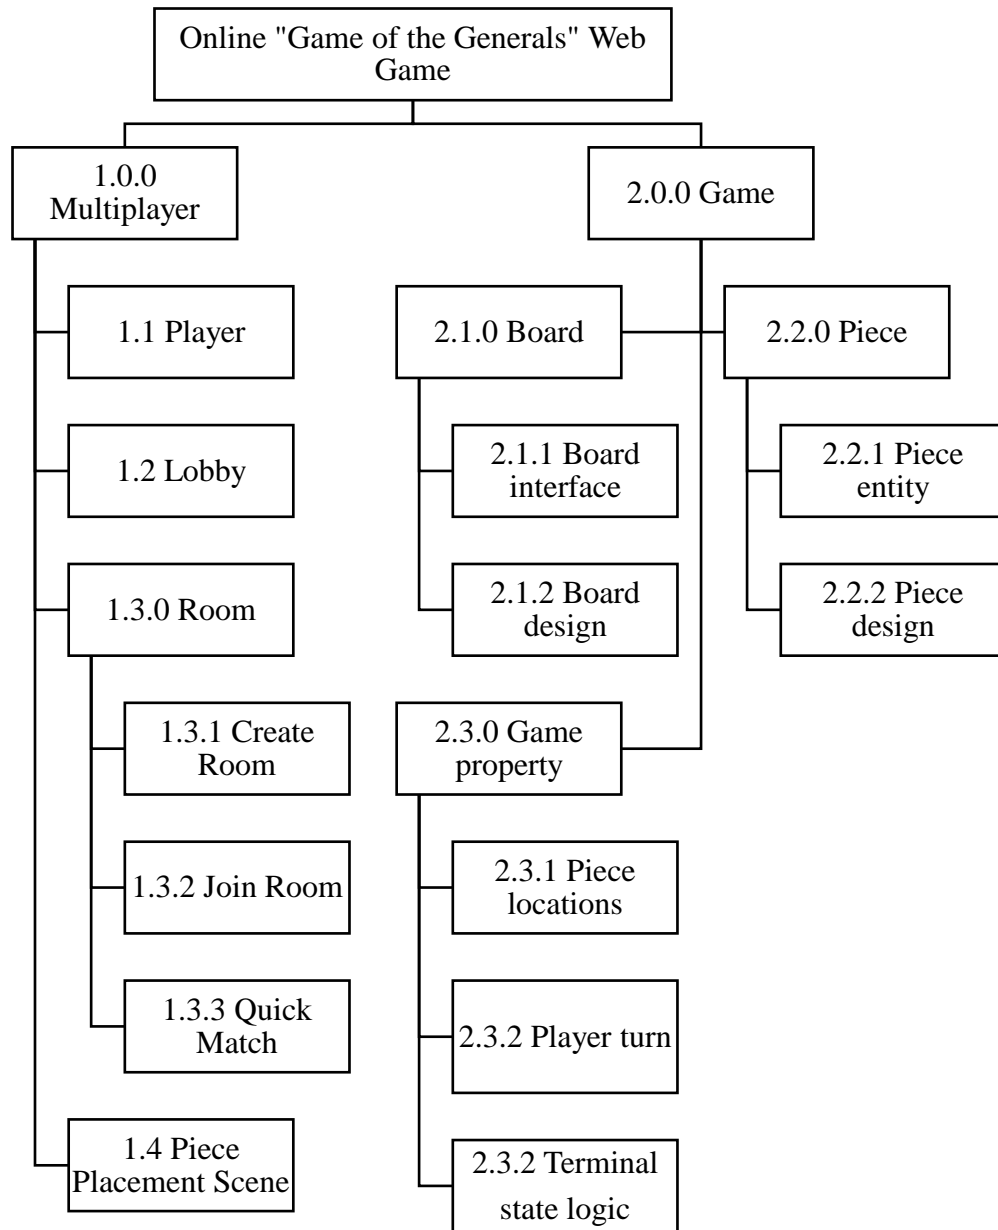 Online "Game of the Generals" Web
Game
1.0.0
Multiplayer
1.1 Player
1.2 Lobby
1.3.0 Room
1.3.1 Create
Room
1.3.2 Join Room
1.3.3 Quick
Match
1.4 Piece
Placement Scene
2.0.0 Game
2.1.0 Board
2.1.1 Board
interface
2.1.2 Board
design
2.2.0 Piece
2.2.1 Piece
entity
2.2.2 Piece
design
2.3.0 Game
property
2.3.1 Piece
locations
2.3.2 Player turn
2.3.2 Terminal
state logic